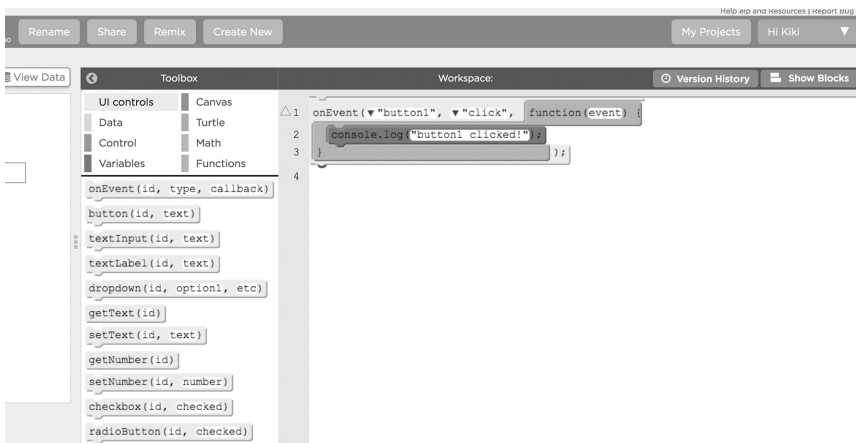 Help elp and Resources | Report Bug
Rename Share Remix Create New My Projects Hi Kiki ▼
View Data Toolbox Workspace: Version History Show Blocks
UI controls Canvas
Data Turtle
Control Math
Variables Functions
onEvent(id, type, callback)
button(id, text)
textInput(id, text)
textLabel(id, text)
dropdown(id, option1, etc)
getText(id)
setText(id, text)
getNumber(id)
setNumber(id, number)
checkbox(id, checked)
radioButton(id, checked)
1 onEvent(▼"button1", ▼"click", function(event) {
2 console.log("button1 clicked!");
3 } );
4